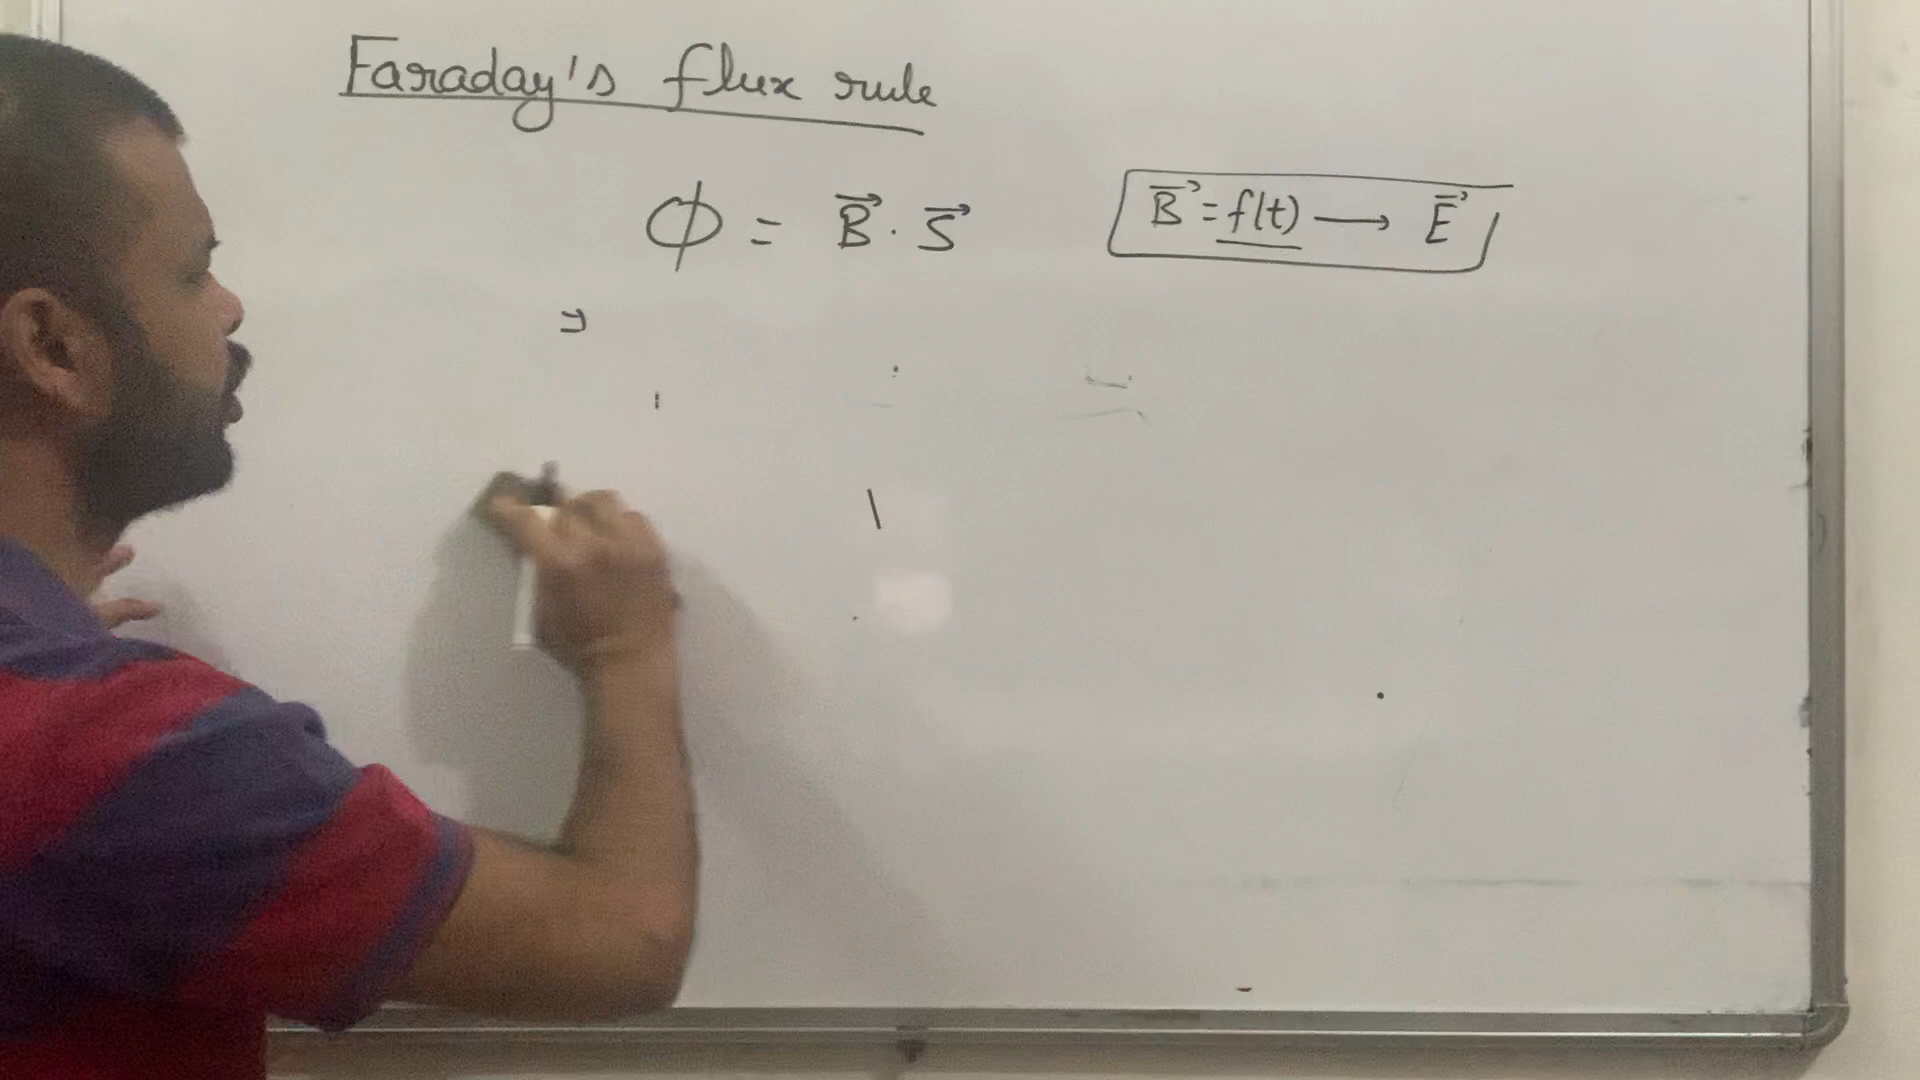 Faraday's flux rule
ϕ = B⃗ · S⃗
B⃗ = f(t) ⟶ E⃗